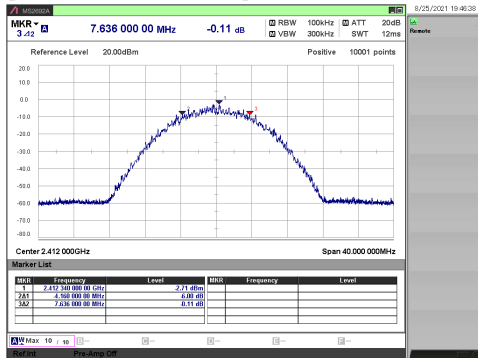 MS2692A
8/25/2021 19:46:38
MKR
3 Δ2
7.636 000 00 MHz
-0.11 dB
RBW 100kHz
ATT 20dB
VBW 300kHz
SWT 12ms
Remote
Reference Level 20.00dBm
Positive 10001 points
20.0
10.0
0.0
-10.0
-20.0
-30.0
-40.0
-50.0
-60.0
-70.0
-80.0
Center 2.412 000GHz
Span 40.000 000MHz
Marker List
MKR Frequency Level MKR Frequency Level
1 2.412 340 000 00 GHz -2.71 dBm
2Δ1 -4.160 000 00 MHz -6.00 dB
3Δ2 7.636 000 00 MHz -0.11 dB
Max 10 / 10
Ref.Int Pre-Amp Off